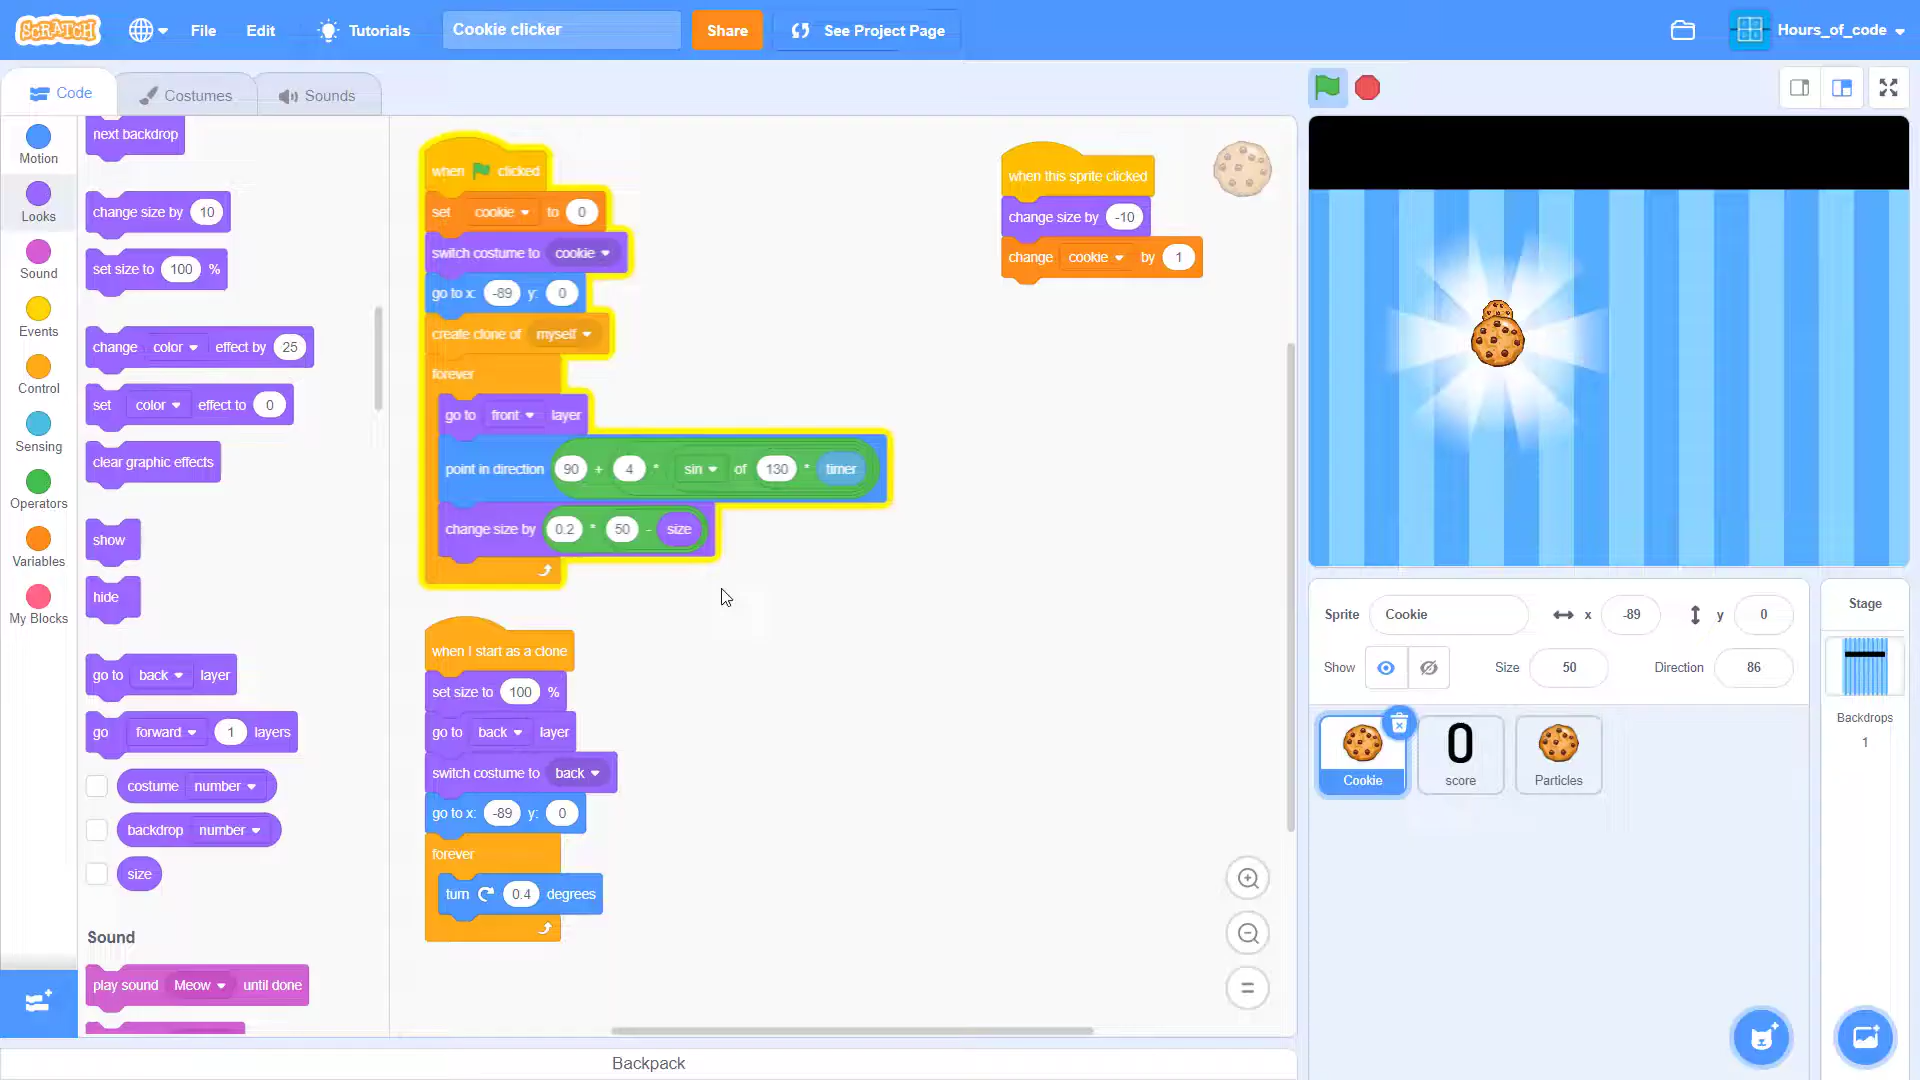 SCRATCH File Edit Tutorials Cookie clicker Share See Project Page Hours_of_code
Code Costumes Sounds
Motion
Looks
Sound
Events
Control
Sensing
Operators
Variables
My Blocks
next backdrop
change size by 10
set size to 100 %
change color effect by 25
set color effect to 0
clear graphic effects
show
hide
go to back layer
go forward 1 layers
costume number
backdrop number
size
Sound
play sound Meow until done
when clicked
set cookie to 0
switch costume to cookie
go to x: -89 y: 0
create clone of myself
forever
go to front layer
point in direction 90 + 4 * sin of 130 * timer
change size by 0.2 * 50 - size
when I start as a clone
set size to 100 %
go to back layer
switch costume to back
go to x: -89 y: 0
forever
turn 0.4 degrees
when this sprite clicked
change size by -10
change cookie by 1
Backpack
Sprite Cookie x -89 y 0
Show Size 50 Direction 86
Cookie
0
score
Particles
Stage
Backdrops
1